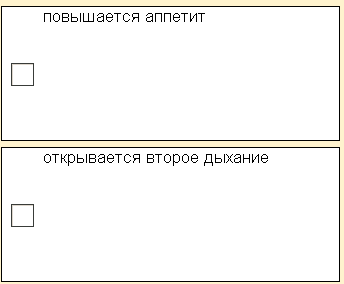 повышается аппетит
открывается второе дыхание